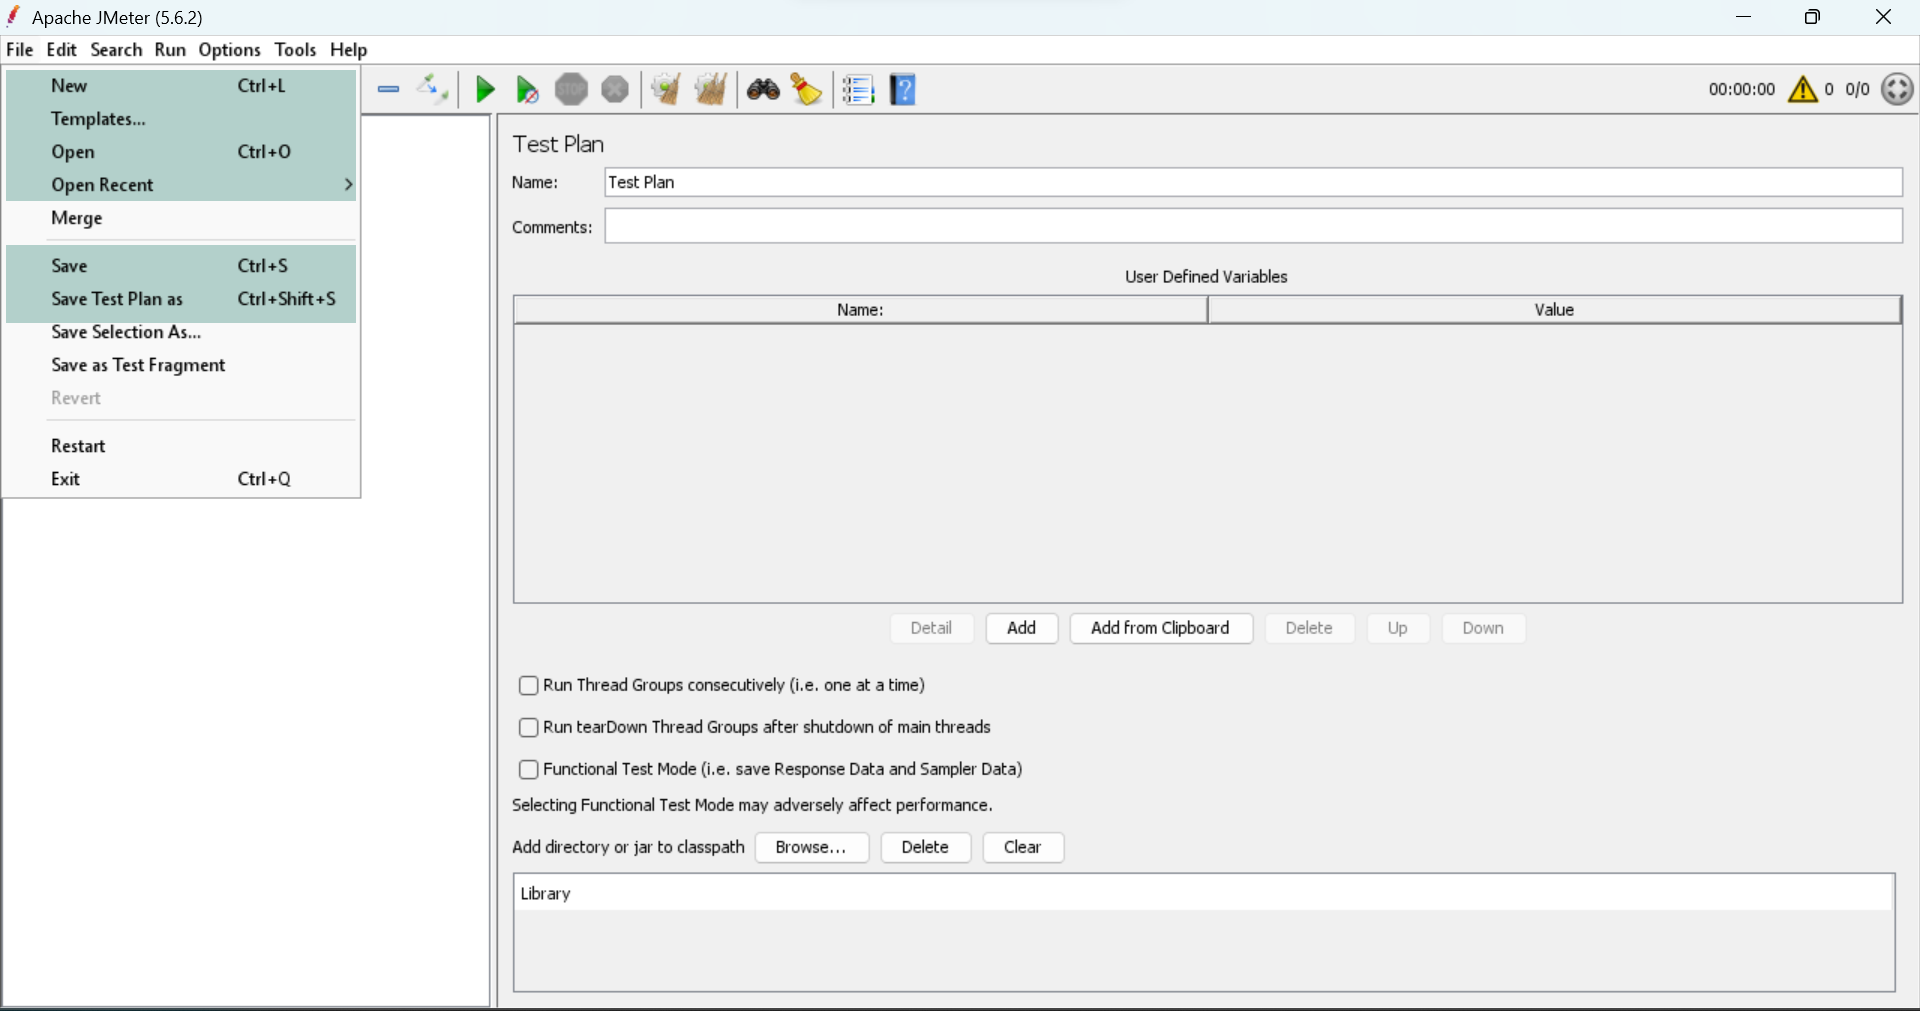 Apache JMeter (5.6.2)
File Edit Search Run Options Tools Help
New Ctrl+L
Templates...
Open Ctrl+O
Open Recent
Merge
Save Ctrl+S
Save Test Plan as Ctrl+Shift+S
Save Selection As...
Save as Test Fragment
Revert
Restart
Exit Ctrl+Q
STOP
?
00:00:00 0 0/0
Test Plan
Name: Test Plan
Comments:
User Defined Variables
Name: Value
Detail Add Add from Clipboard Delete Up Down
Run Thread Groups consecutively (i.e. one at a time)
Run tearDown Thread Groups after shutdown of main threads
Functional Test Mode (i.e. save Response Data and Sampler Data)
Selecting Functional Test Mode may adversely affect performance.
Add directory or jar to classpath Browse... Delete Clear
Library